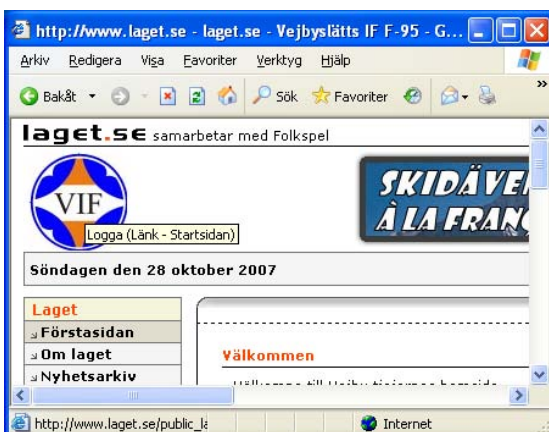 http://www.laget.se - laget.se - Vejbyslätts IF F-95 - G...
Arkiv Redigera Visa Favoriter Verktyg Hjälp
Bakåt Sök Favoriter »
laget.se samarbetar med Folkspel
VIF
SKIDÄVE
À LA FRAN
Logga (Länk - Startsidan)
Söndagen den 28 oktober 2007
Laget
Förstasidan
Om laget
Nyhetsarkiv
Välkommen
http://www.laget.se/public_la
Internet